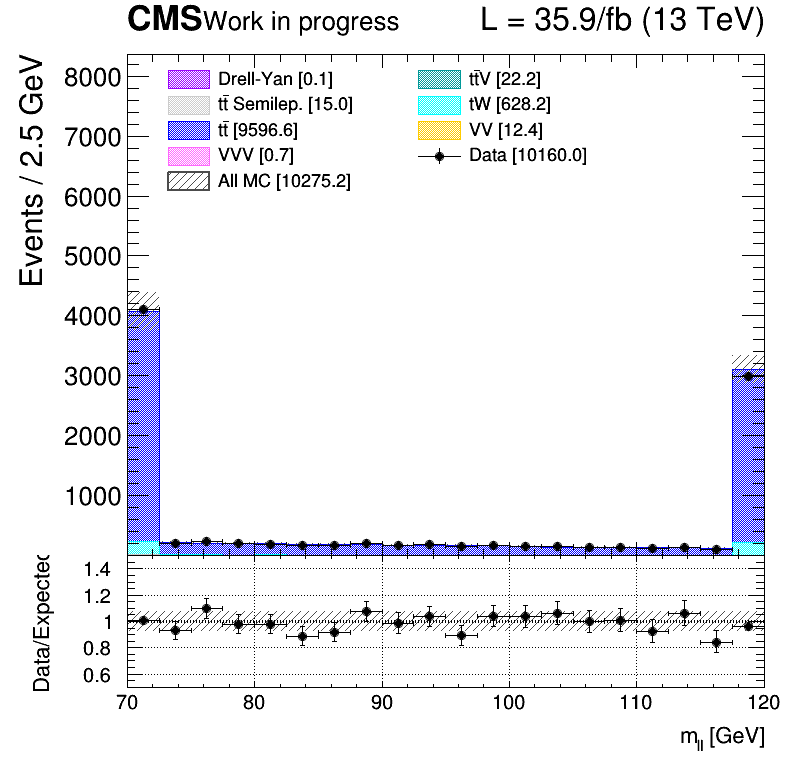 CMS Work in progress L = 35.9/fb (13 TeV)
Events / 2.5 GeV
8000
7000
6000
5000
4000
3000
2000
1000
Drell-Yan [0.1]
tt̄ Semilep. [15.0]
tt̄ [9596.6]
VVV [0.7]
All MC [10275.2]
tt̄V [22.2]
tW [628.2]
VV [12.4]
Data [10160.0]
Data/Expected
1.4
1.2
1
0.8
0.6
70 80 90 100 110 120
m_ll [GeV]